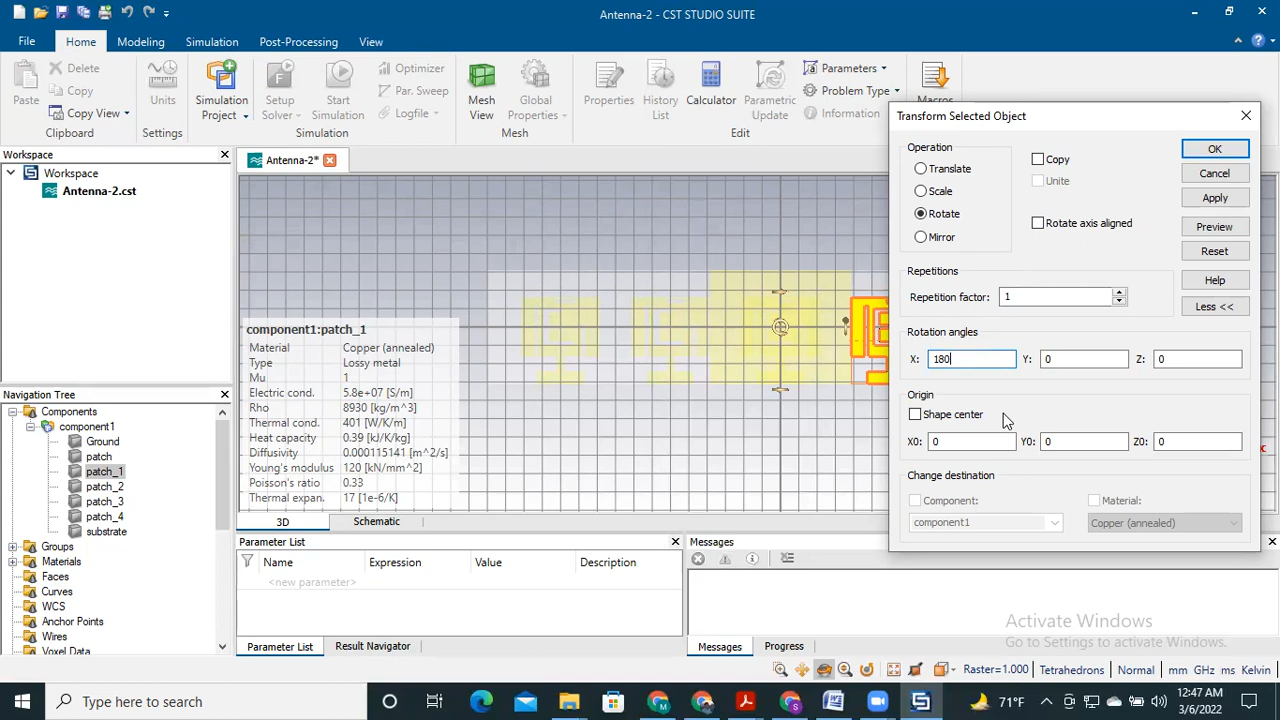 Antenna-2 - CST STUDIO SUITE
File Home Modeling Simulation Post-Processing View
Paste
Delete
Copy
Copy View
Clipboard
Units
Settings
Simulation
Project
Setup
Solver
Start
Simulation
Optimizer
Par. Sweep
Logfile
Simulation
Mesh
View
Global
Properties
Mesh
Properties
History
List
Calculator
Parametric
Update
Parameters
Problem Type
Information
Edit
Macros
Workspace
Workspace
Antenna-2.cst
Antenna-2*
Navigation Tree
Components
component1
Ground
patch
patch_1
patch_2
patch_3
patch_4
substrate
Groups
Materials
Faces
Curves
WCS
Anchor Points
Wires
Voxel Data
component1:patch_1
Material Copper (annealed)
Type Lossy metal
Mu 1
Electric cond. 5.8e+07 [S/m]
Rho 8930 [kg/m^3]
Thermal cond. 401 [W/K/m]
Heat capacity 0.39 [kJ/K/kg]
Diffusivity 0.000115141 [m^2/s]
Young's modulus 120 [kN/mm^2]
Poisson's ratio 0.33
Thermal expan. 17 [1e-6/K]
3D Schematic
Parameter List
Name Expression Value Description
<new parameter>
Parameter List Result Navigator
Messages
Messages Progress
Transform Selected Object
Operation
Translate
Scale
Rotate
Mirror
Copy
Unite
Rotate axis aligned
OK
Cancel
Apply
Preview
Reset
Help
Less <<
Repetitions
Repetition factor: 1
Rotation angles
X: 180 Y: 0 Z: 0
Origin
Shape center
X0: 0 Y0: 0 Z0: 0
Change destination
Component: Material:
component1 Copper (annealed)
Activate Windows
Go to Settings to activate Windows.
Raster=1.000 Tetrahedrons Normal mm GHz ns Kelvin
Type here to search
71°F
12:47 AM
3/6/2022